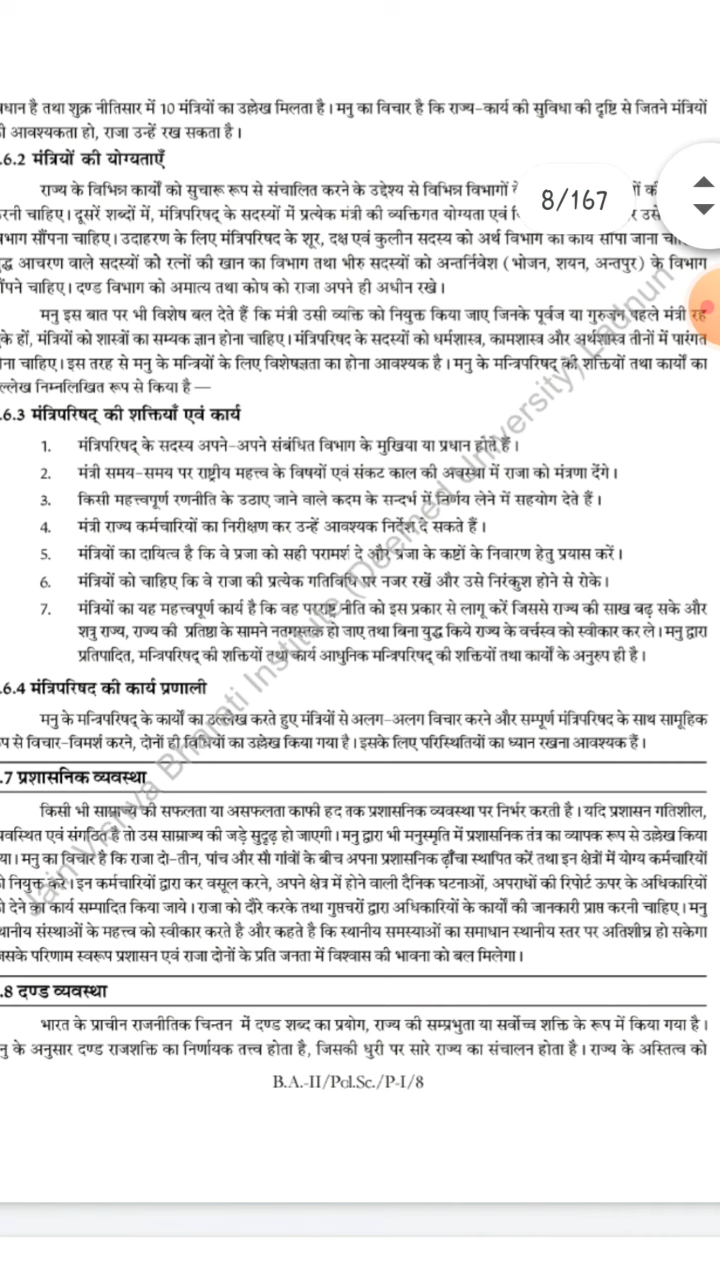 धान है तथा शुक्र नीतिसार में 10 मंत्रियों का उल्लेख मिलता है। मनु का विचार है कि राज्य-कार्य की सुविधा की दृष्टि से जितने मंत्रियों
आवश्यकता हो, राजा उन्हें रख सकता है।
.6.2 मंत्रियों की योग्यताएँ
राज्य के विभिन्न कार्यों को सुचारू रूप से संचालित करने के उद्देश्य से विभिन्न विभागों
8/167
रनी चाहिए। दूसरें शब्दों में, मंत्रिपरिषद् के सदस्यों में प्रत्येक मंत्री की व्यक्तिगत योग्यता एवं
भाग सौंपना चाहिए। उदाहरण के लिए मंत्रिपरिषद के शूर, दक्ष एवं कुलीन सदस्य को अर्थ विभाग का कार्य सौंपा जाना
द्ध आचरण वाले सदस्यों को रत्नों की खान का विभाग तथा भीरु सदस्यों को अन्तर्निवेश (भोजन, शयन, अन्तपुर) के विभाग
पने चाहिए। दण्ड विभाग को अमात्य तथा कोष को राजा अपने ही अधीन रखे।
मनु इस बात पर भी विशेष बल देते हैं कि मंत्री उसी व्यक्ति को नियुक्त किया जाए जिनके पूर्वज या गुरुजन पहले मंत्री रह
के हों, मंत्रियों को शास्त्रों का सम्यक ज्ञान होना चाहिए। मंत्रिपरिषद के सदस्यों को धर्मशास्त्र, कामशास्त्र और अर्थशास्त्र तीनों में पारंगत
ना चाहिए। इस तरह से मनु के मन्त्रियों के लिए विशेषज्ञता का होना आवश्यक है। मनु के मन्त्रिपरिषद् की शक्तियों तथा कार्यों का
ल्लेख निम्नलिखित रूप से किया है —
.6.3 मंत्रिपरिषद् की शक्तियाँ एवं कार्य
1. मंत्रिपरिषद् के सदस्य अपने-अपने संबंधित विभाग के मुखिया या प्रधान होते हैं।
2. मंत्री समय-समय पर राष्ट्रीय महत्त्व के विषयों एवं संकट काल की अवस्था में राजा को मंत्रणा देंगे।
3. किसी महत्त्वपूर्ण रणनीति के उठाए जाने वाले कदम के सन्दर्भ में निर्णय लेने में सहयोग देते हैं।
4. मंत्री राज्य कर्मचारियों का निरीक्षण कर उन्हें आवश्यक निर्देश दे सकते हैं।
5. मंत्रियों का दायित्व है कि वे प्रजा को सही परामर्श दे और प्रजा के कष्टों के निवारण हेतु प्रयास करें।
6. मंत्रियों को चाहिए कि वे राजा की प्रत्येक गतिविधि पर नजर रखें और उसे निरंकुश होने से रोके।
7. मंत्रियों का यह महत्त्वपूर्ण कार्य है कि वह परराष्ट्र नीति को इस प्रकार से लागू करें जिससे राज्य की साख बढ़ सके और
शत्रु राज्य, राज्य की प्रतिष्ठा के सामने नतमस्तक हो जाए तथा बिना युद्ध किये राज्य के वर्चस्व को स्वीकार कर ले। मनु द्वारा
प्रतिपादित, मन्त्रिपरिषद् की शक्तियों तथा कार्य आधुनिक मन्त्रिपरिषद् की शक्तियों तथा कार्यों के अनुरुप ही है।
.6.4 मंत्रिपरिषद की कार्य प्रणाली
मनु के मन्त्रिपरिषद् के कार्यों का उल्लेख करते हुए मंत्रियों से अलग-अलग विचार करने और सम्पूर्ण मंत्रिपरिषद के साथ सामूहिक
प से विचार-विमर्श करने, दोनों ही विधियों का उल्लेख किया गया है। इसके लिए परिस्थितियों का ध्यान रखना आवश्यक हैं।
.7 प्रशासनिक व्यवस्था
किसी भी साम्राज्य की सफलता या असफलता काफी हद तक प्रशासनिक व्यवस्था पर निर्भर करती है। यदि प्रशासन गतिशील,
वस्थित एवं संगठित है तो उस साम्राज्य की जड़े सुदृढ़ हो जाएगी। मनु द्वारा भी मनुस्मृति में प्रशासनिक तंत्र का व्यापक रूप से उल्लेख किया
या। मनु का विचार है कि राजा दो-तीन, पांच और सौ गांवों के बीच अपना प्रशासनिक ढ़ाँचा स्थापित करें तथा इन क्षेत्रों में योग्य कर्मचारियों
नियुक्त करें। इन कर्मचारियों द्वारा कर वसूल करने, अपने क्षेत्र में होने वाली दैनिक घटनाओं, अपराधों की रिपोर्ट ऊपर के अधिकारियों
देने का कार्य सम्पादित किया जाये। राजा को दौरे करके तथा गुप्तचरों द्वारा अधिकारियों के कार्यों की जानकारी प्राप्त करनी चाहिए। मनु
थानीय संस्थाओं के महत्त्व को स्वीकार करते है और कहते है कि स्थानीय समस्याओं का समाधान स्थानीय स्तर पर अतिशीघ्र हो सकेगा
सके परिणाम स्वरूप प्रशासन एवं राजा दोनों के प्रति जनता में विश्वास की भावना को बल मिलेगा।
.8 दण्ड व्यवस्था
भारत के प्राचीन राजनीतिक चिन्तन में दण्ड शब्द का प्रयोग, राज्य की सम्प्रभुता या सर्वोच्च शक्ति के रूप में किया गया है।
नु के अनुसार दण्ड राजशक्ति का निर्णायक तत्त्व होता है, जिसकी धुरी पर सारे राज्य का संचालन होता है। राज्य के अस्तित्व को
B.A.-II/Pol.Sc./P-I/8
Jain Vishva Bharati Institute (Deemed University) Ladnun